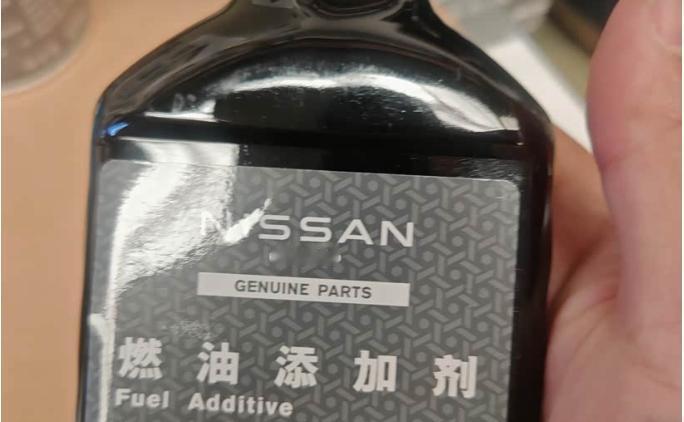 NISSAN
GENUINE PARTS
燃油添加剂
Fuel Additive